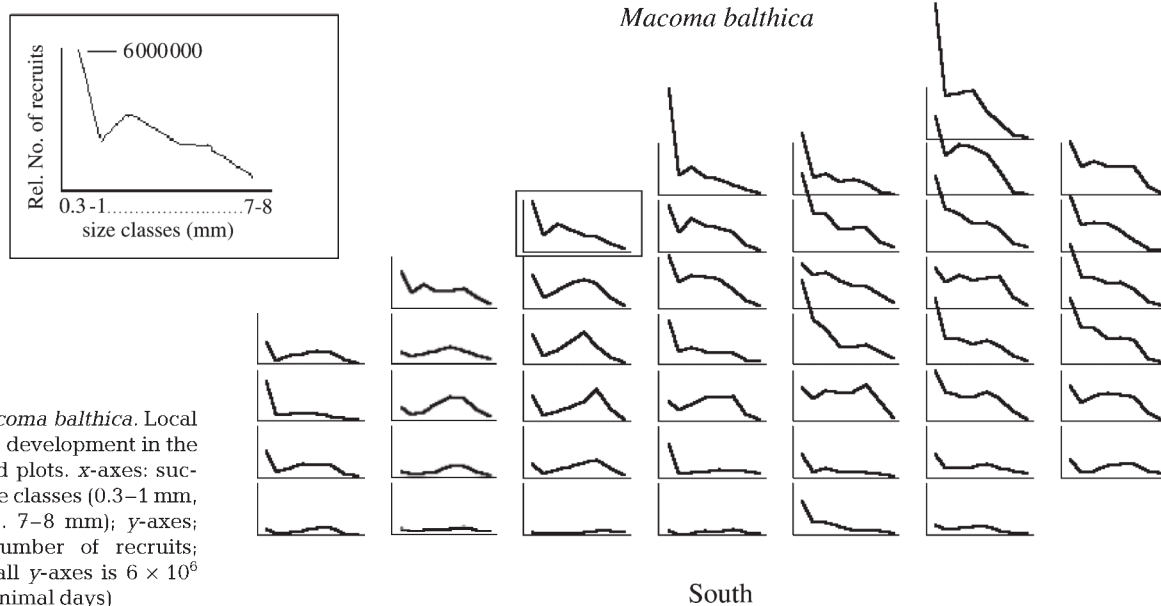 Macoma balthica
Rel. No. of recruits
6000000
0.3 -1........................7-8
size classes (mm)
coma balthica. Local
development in the
d plots. x-axes: suc-
e classes (0.3–1 mm,
. 7–8 mm); y-axes;
umber of recruits;
all y-axes is 6 × 10⁶
nimal days)
South